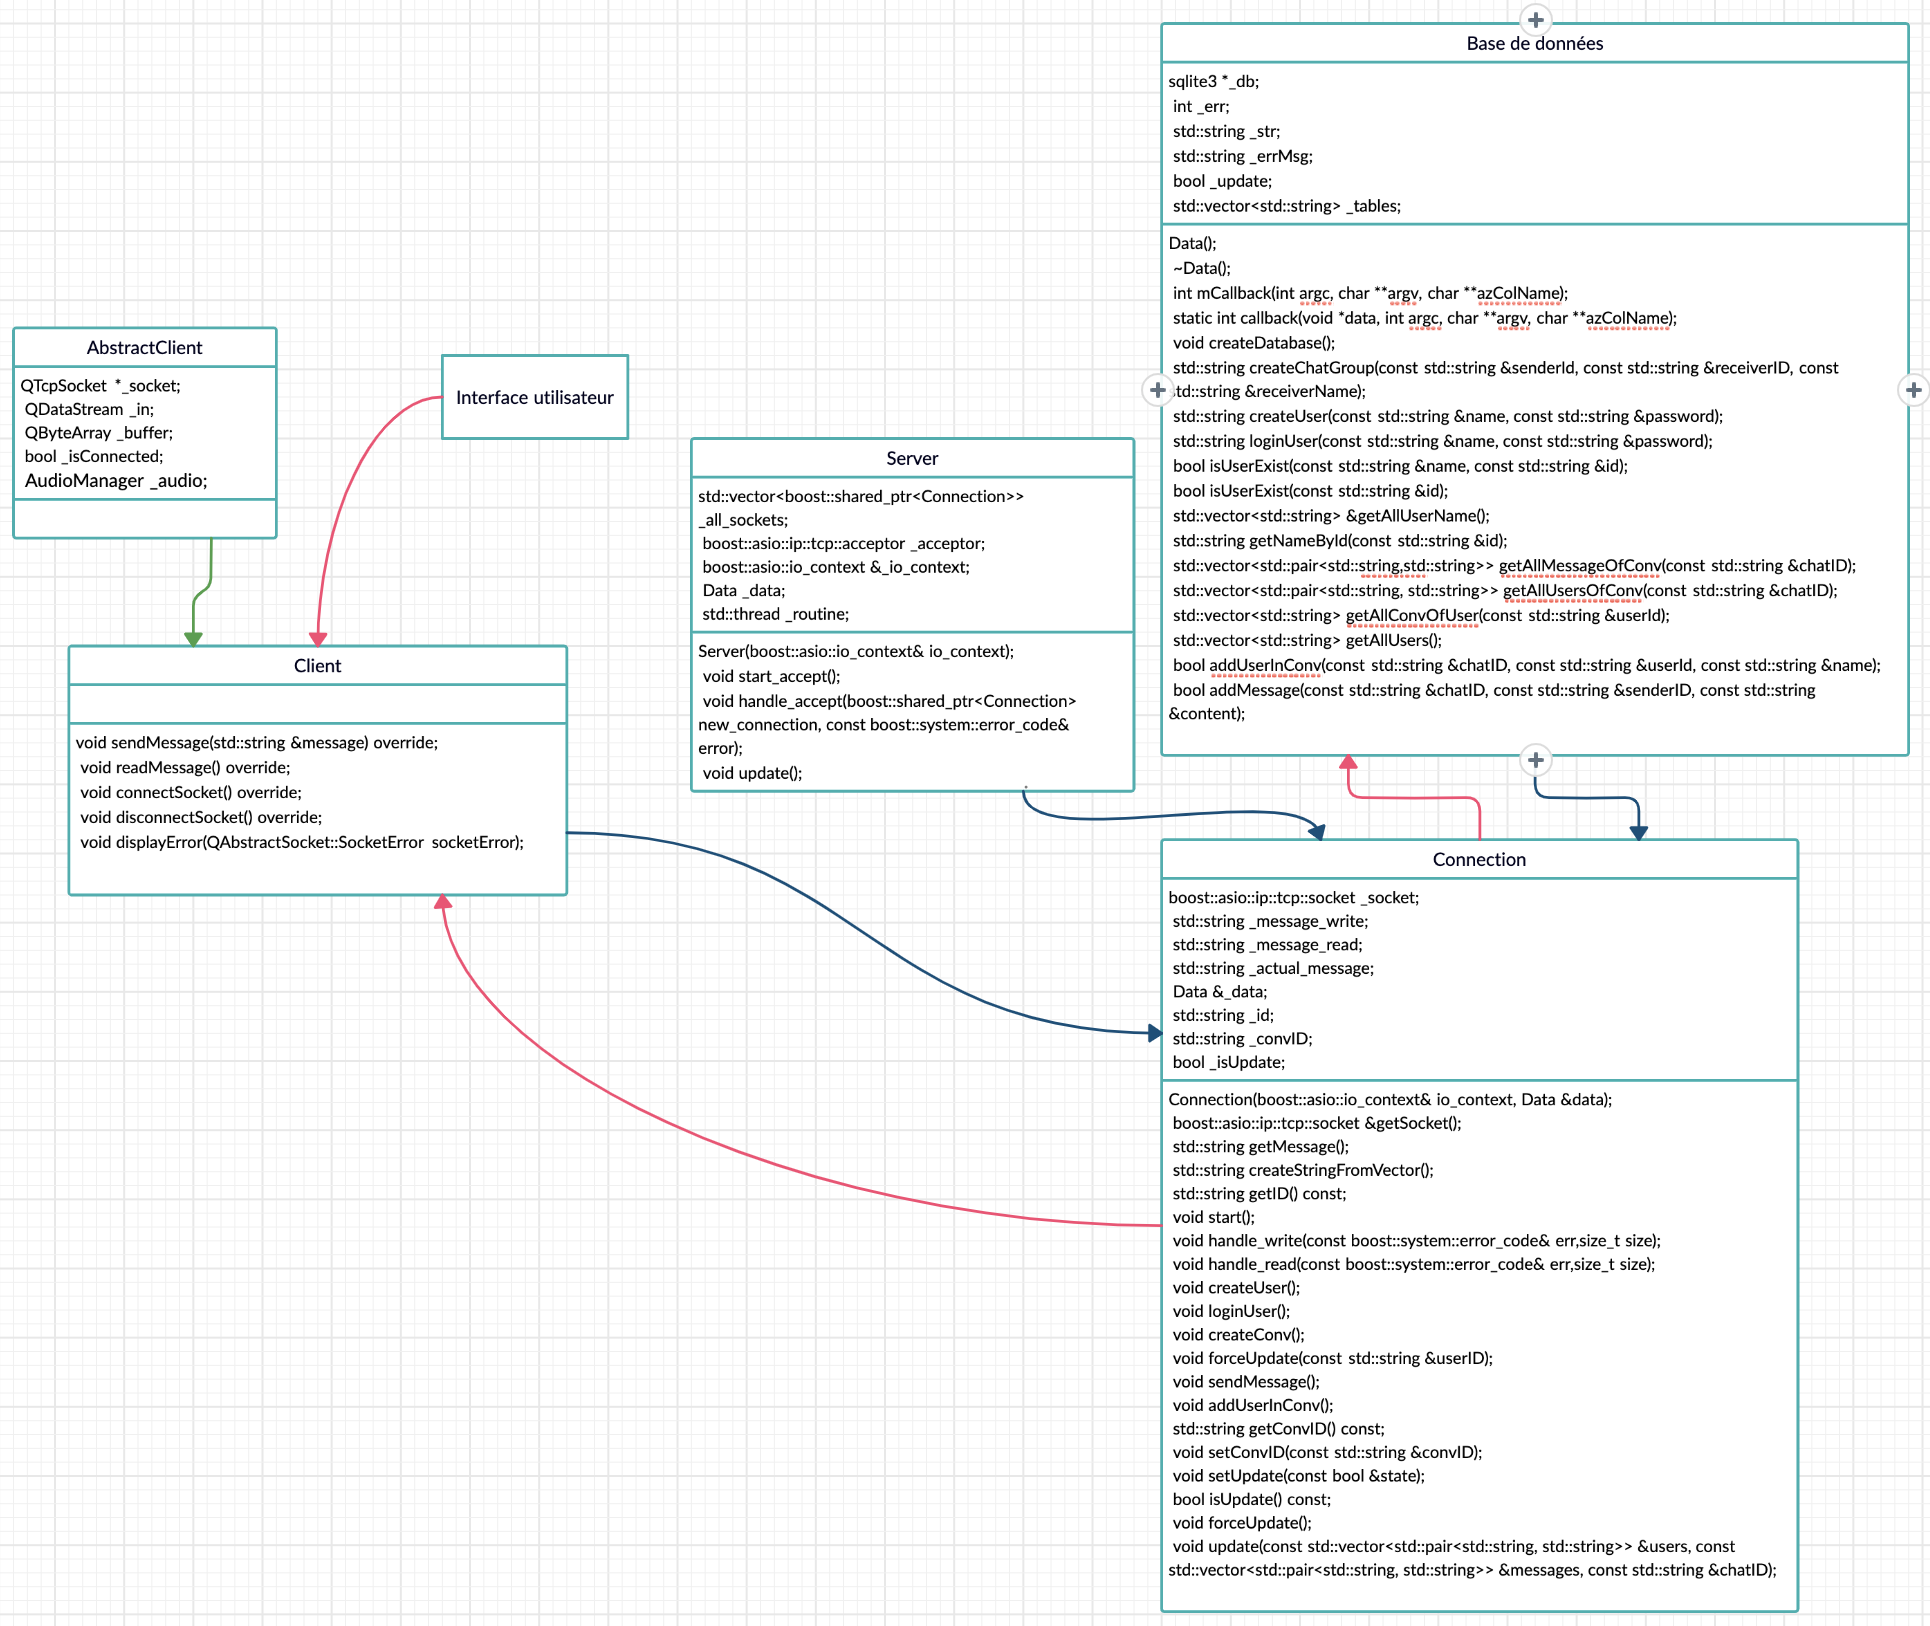 AbstractClient
QTcpSocket *_socket;
QDataStream _in;
QByteArray _buffer;
bool _isConnected;
AudioManager _audio;
Interface utilisateur
Client
void sendMessage(std::string &message) override;
void readMessage() override;
void connectSocket() override;
void disconnectSocket() override;
void displayError(QAbstractSocket::SocketError socketError);
Server
std::vector<boost::shared_ptr<Connection>>
_all_sockets;
boost::asio::ip::tcp::acceptor _acceptor;
boost::asio::io_context &_io_context;
Data _data;
std::thread _routine;
Server(boost::asio::io_context& io_context);
void start_accept();
void handle_accept(boost::shared_ptr<Connection>
new_connection, const boost::system::error_code&
error);
void update();
Base de données
sqlite3 *_db;
int _err;
std::string _str;
std::string _errMsg;
bool _update;
std::vector<std::string> _tables;
Data();
~Data();
int mCallback(int argc, char **argv, char **azColName);
static int callback(void *data, int argc, char **argv, char **azColName);
void createDatabase();
std::string createChatGroup(const std::string &senderId, const std::string &receiverID, const
std::string &receiverName);
std::string createUser(const std::string &name, const std::string &password);
std::string loginUser(const std::string &name, const std::string &password);
bool isUserExist(const std::string &name, const std::string &id);
bool isUserExist(const std::string &id);
std::vector<std::string> &getAllUserName();
std::string getNameById(const std::string &id);
std::vector<std::pair<std::string,std::string>> getAllMessageOfConv(const std::string &chatID);
std::vector<std::pair<std::string, std::string>> getAllUsersOfConv(const std::string &chatID);
std::vector<std::string> getAllConvOfUser(const std::string &userId);
std::vector<std::string> getAllUsers();
bool addUserInConv(const std::string &chatID, const std::string &userId, const std::string &name);
bool addMessage(const std::string &chatID, const std::string &senderID, const std::string
&content);
Connection
boost::asio::ip::tcp::socket _socket;
std::string _message_write;
std::string _message_read;
std::string _actual_message;
Data &_data;
std::string _id;
std::string _convID;
bool _isUpdate;
Connection(boost::asio::io_context& io_context, Data &data);
boost::asio::ip::tcp::socket &getSocket();
std::string getMessage();
std::string createStringFromVector();
std::string getID() const;
void start();
void handle_write(const boost::system::error_code& err,size_t size);
void handle_read(const boost::system::error_code& err,size_t size);
void createUser();
void loginUser();
void createConv();
void forceUpdate(const std::string &userID);
void sendMessage();
void addUserInConv();
std::string getConvID() const;
void setConvID(const std::string &convID);
void setUpdate(const bool &state);
bool isUpdate() const;
void forceUpdate();
void update(const std::vector<std::pair<std::string, std::string>> &users, const
std::vector<std::pair<std::string, std::string>> &messages, const std::string &chatID);